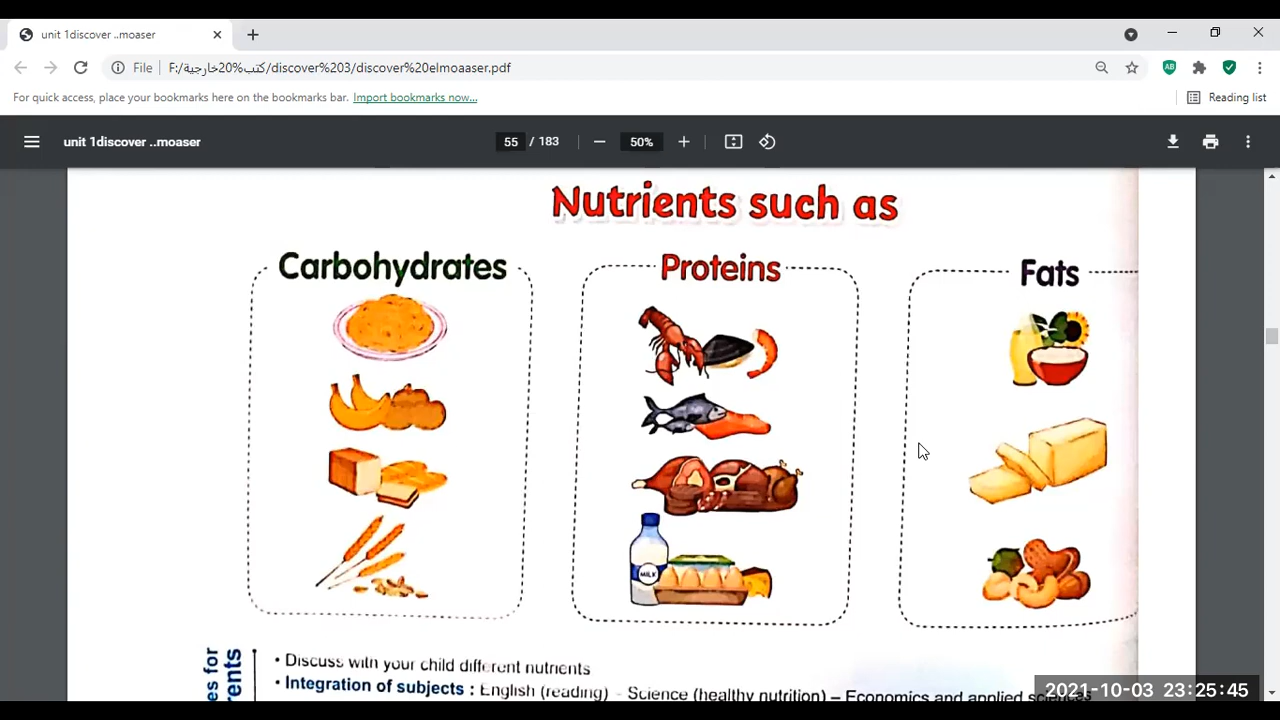 unit 1discover ..moaser
File
F:/كتب%20خارجية/discover%203/discover%20elmoaaser.pdf
AB
For quick access, place your bookmarks here on the bookmarks bar. Import bookmarks now...
Reading list
unit 1discover ..moaser
55 / 183
50%
Nutrients such as
Carbohydrates
Proteins
Fats
MILK
• Discuss with your child different nutrients
• Integration of subjects : English (reading) - Science (healthy nutrition) – Economics and applied sciences
2021-10-03 23:25:45